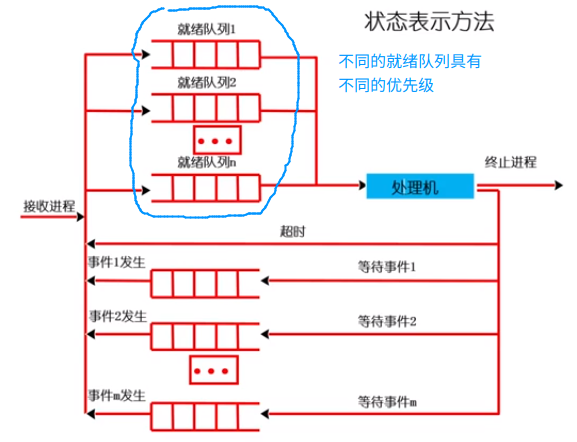 状态表示方法
就绪队列1
不同的就绪队列具有
不同的优先级
就绪队列2
就绪队列n
终止进程
处理机
接收进程
超时
事件1发生
等待事件1
事件2发生
等待事件2
事件m发生
等待事件m